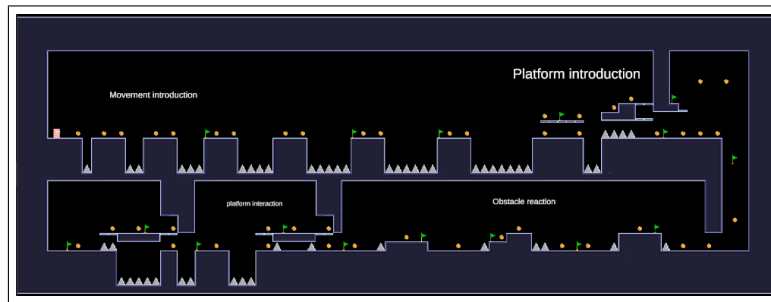 Platform introduction
Movement introduction
platform interaction
Obstacle reaction